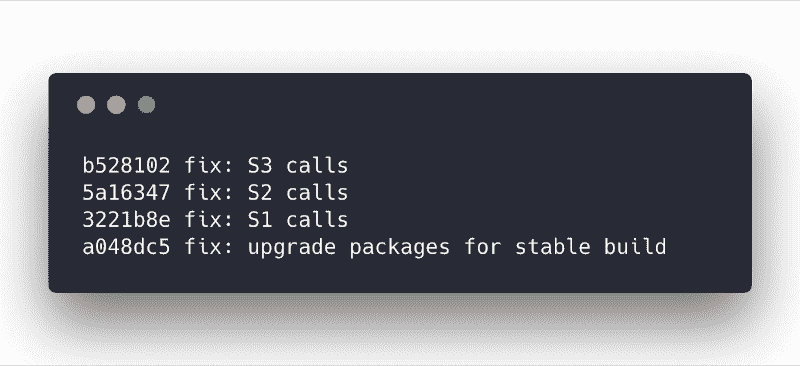 b528102 fix: S3 calls
5a16347 fix: S2 calls
3221b8e fix: S1 calls
a048dc5 fix: upgrade packages for stable build